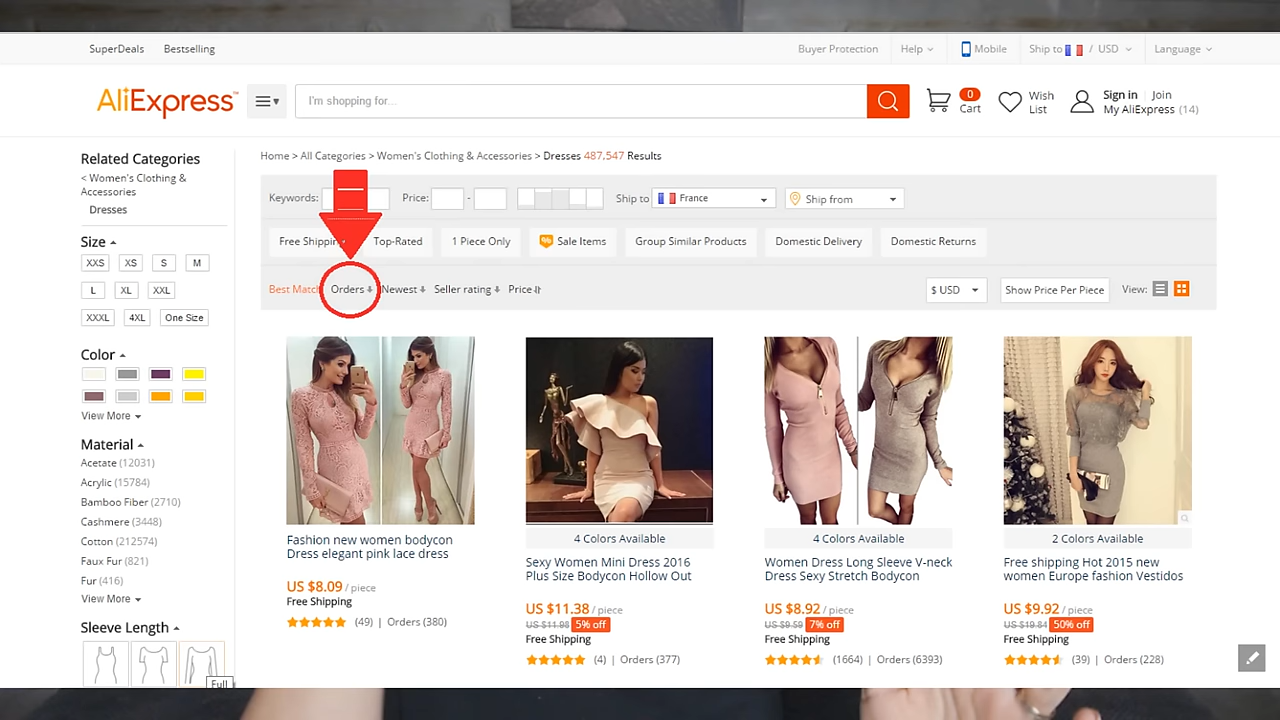 SuperDeals Bestselling
Buyer Protection Help Mobile Ship to / USD Language
AliExpress™
I'm shopping for...
0
Cart
Wish
List
Sign in Join
My AliExpress (14)
Related Categories
< Women's Clothing &
Accessories
Dresses
Size
XXS XS S M
L XL XXL
XXXL 4XL One Size
Color
View More
Material
Acetate (12031)
Acrylic (15784)
Bamboo Fiber (2710)
Cashmere (3448)
Cotton (212574)
Faux Fur (821)
Fur (416)
View More
Sleeve Length
Full
Home > All Categories > Women's Clothing & Accessories > Dresses 487,547 Results
Keywords: Price: - Ship to France Ship from
Free Shipping Top-Rated 1 Piece Only % Sale Items Group Similar Products Domestic Delivery Domestic Returns
Best Match Orders Newest Seller rating Price $ USD Show Price Per Piece View:
Fashion new women bodycon
Dress elegant pink lace dress
US $8.09 / piece
Free Shipping
(49) | Orders (380)
4 Colors Available
Sexy Women Mini Dress 2016
Plus Size Bodycon Hollow Out
US $11.38 / piece
US $11.98 5% off
Free Shipping
(4) | Orders (377)
4 Colors Available
Women Dress Long Sleeve V-neck
Dress Sexy Stretch Bodycon
US $8.92 / piece
US $9.59 7% off
Free Shipping
(1664) | Orders (6393)
2 Colors Available
Free shipping Hot 2015 new
women Europe fashion Vestidos
US $9.92 / piece
US $19.84 50% off
Free Shipping
(39) | Orders (228)